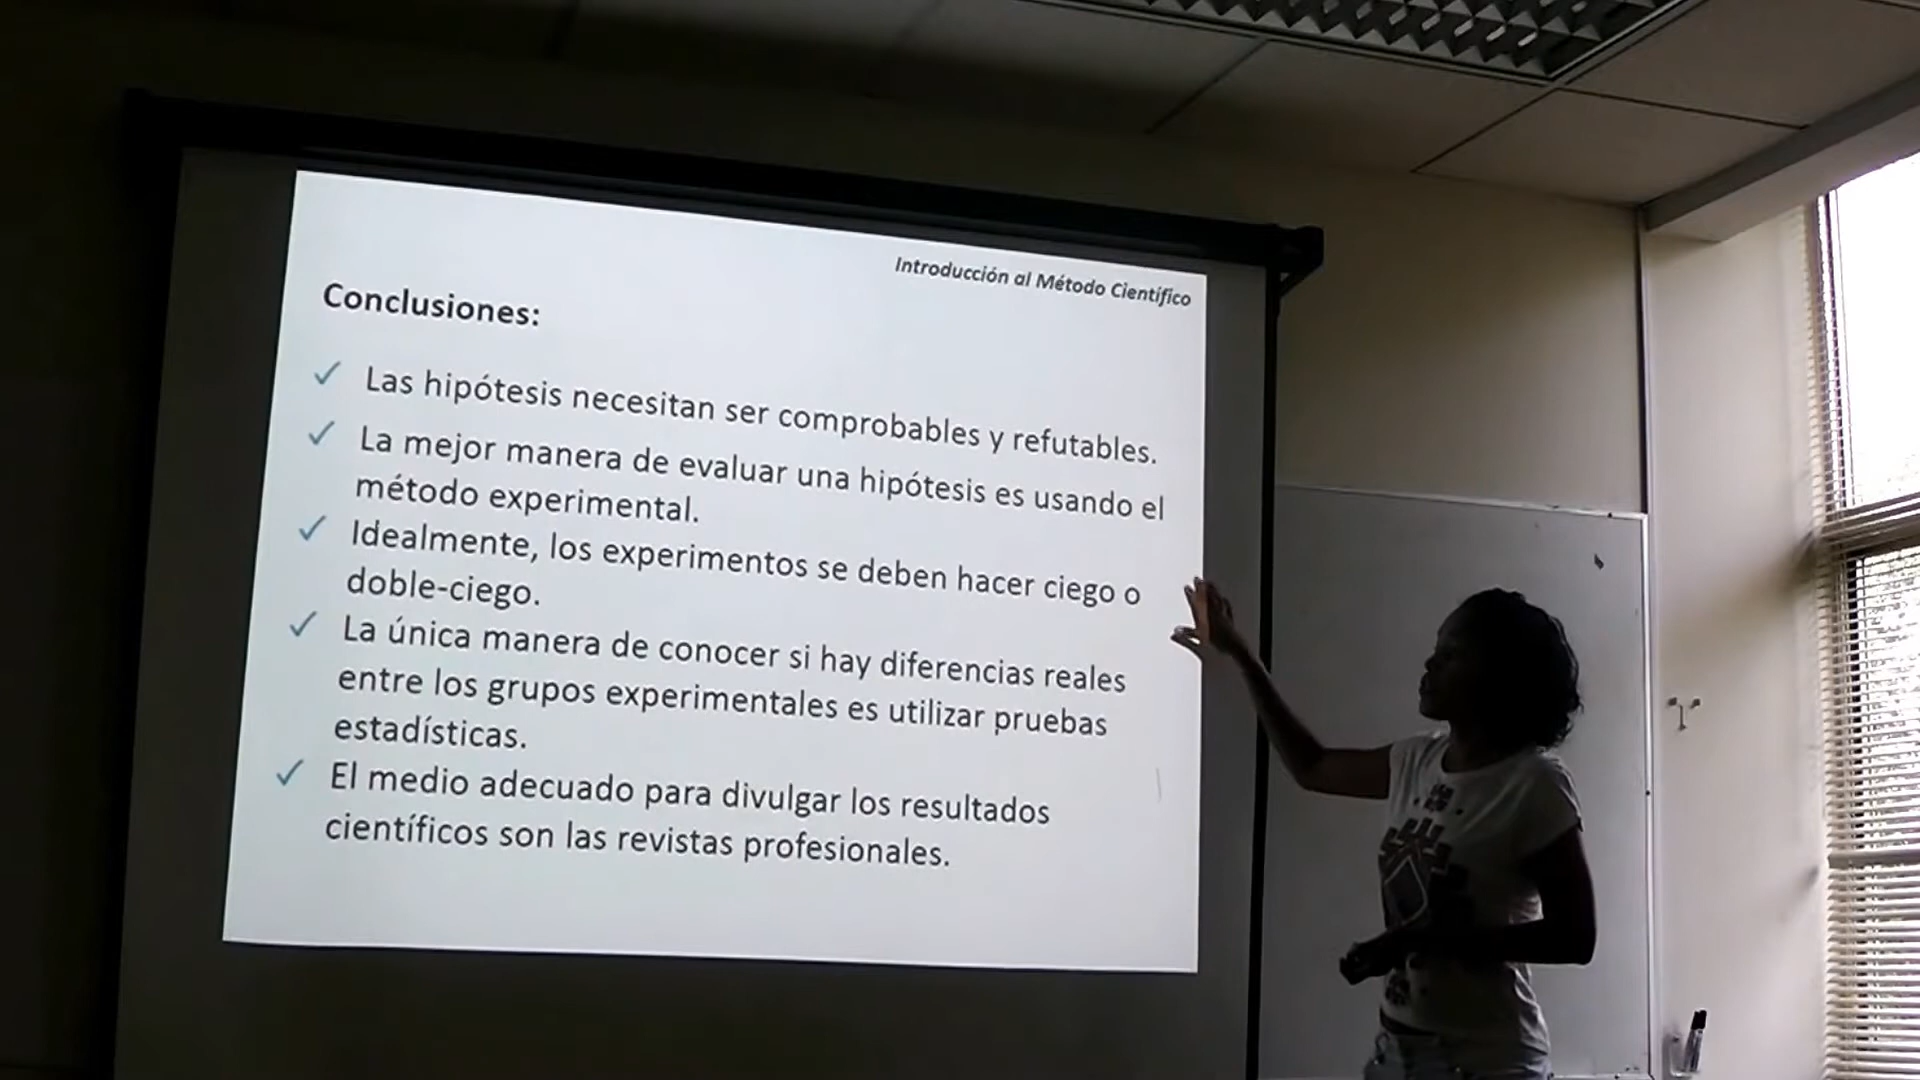 Introducción al Método Científico
Conclusiones:
✓ Las hipótesis necesitan ser comprobables y refutables.
✓ La mejor manera de evaluar una hipótesis es usando el
método experimental.
✓ Idealmente, los experimentos se deben hacer ciego o
doble-ciego.
✓ La única manera de conocer si hay diferencias reales
entre los grupos experimentales es utilizar pruebas
estadísticas.
✓ El medio adecuado para divulgar los resultados
científicos son las revistas profesionales.